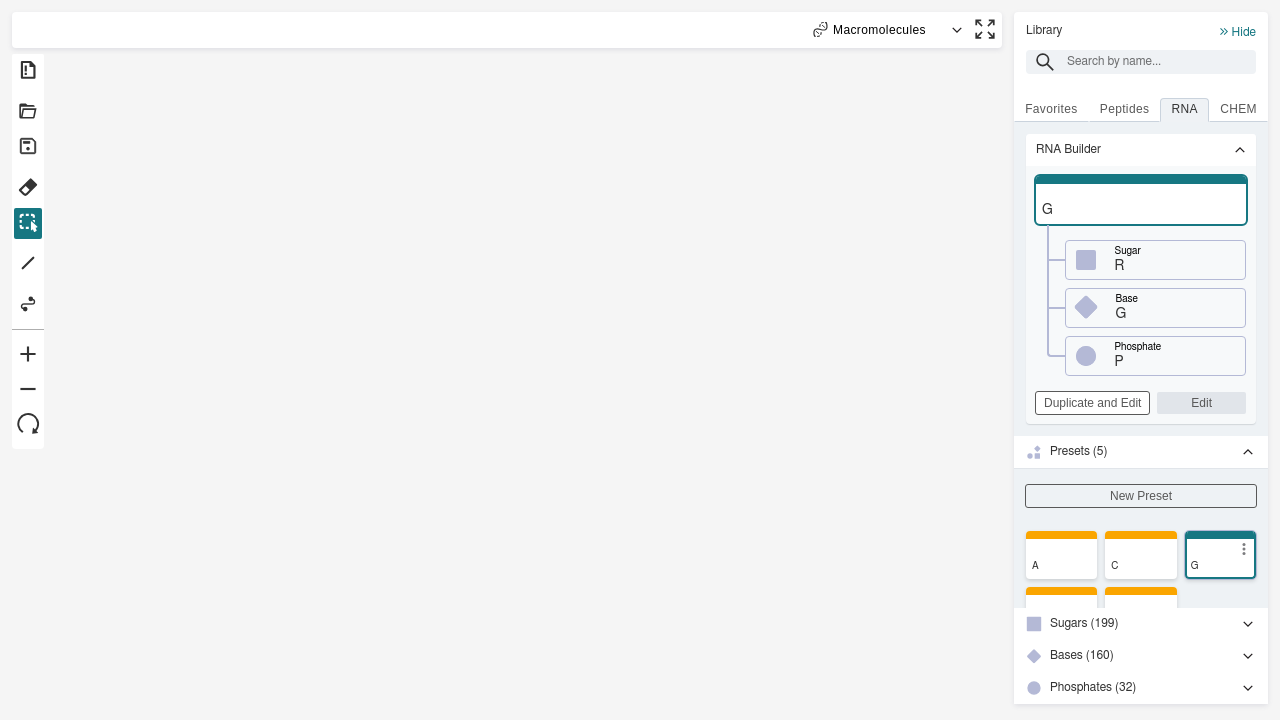 Macromolecules
Library
Hide
Search by name...
Favorites
Peptides
RNA
CHEM
RNA Builder
G
Sugar
R
Base
G
Phosphate
P
Duplicate and Edit
Edit
Presets (5)
New Preset
A
C
G
Sugars (199)
Bases (160)
Phosphates (32)